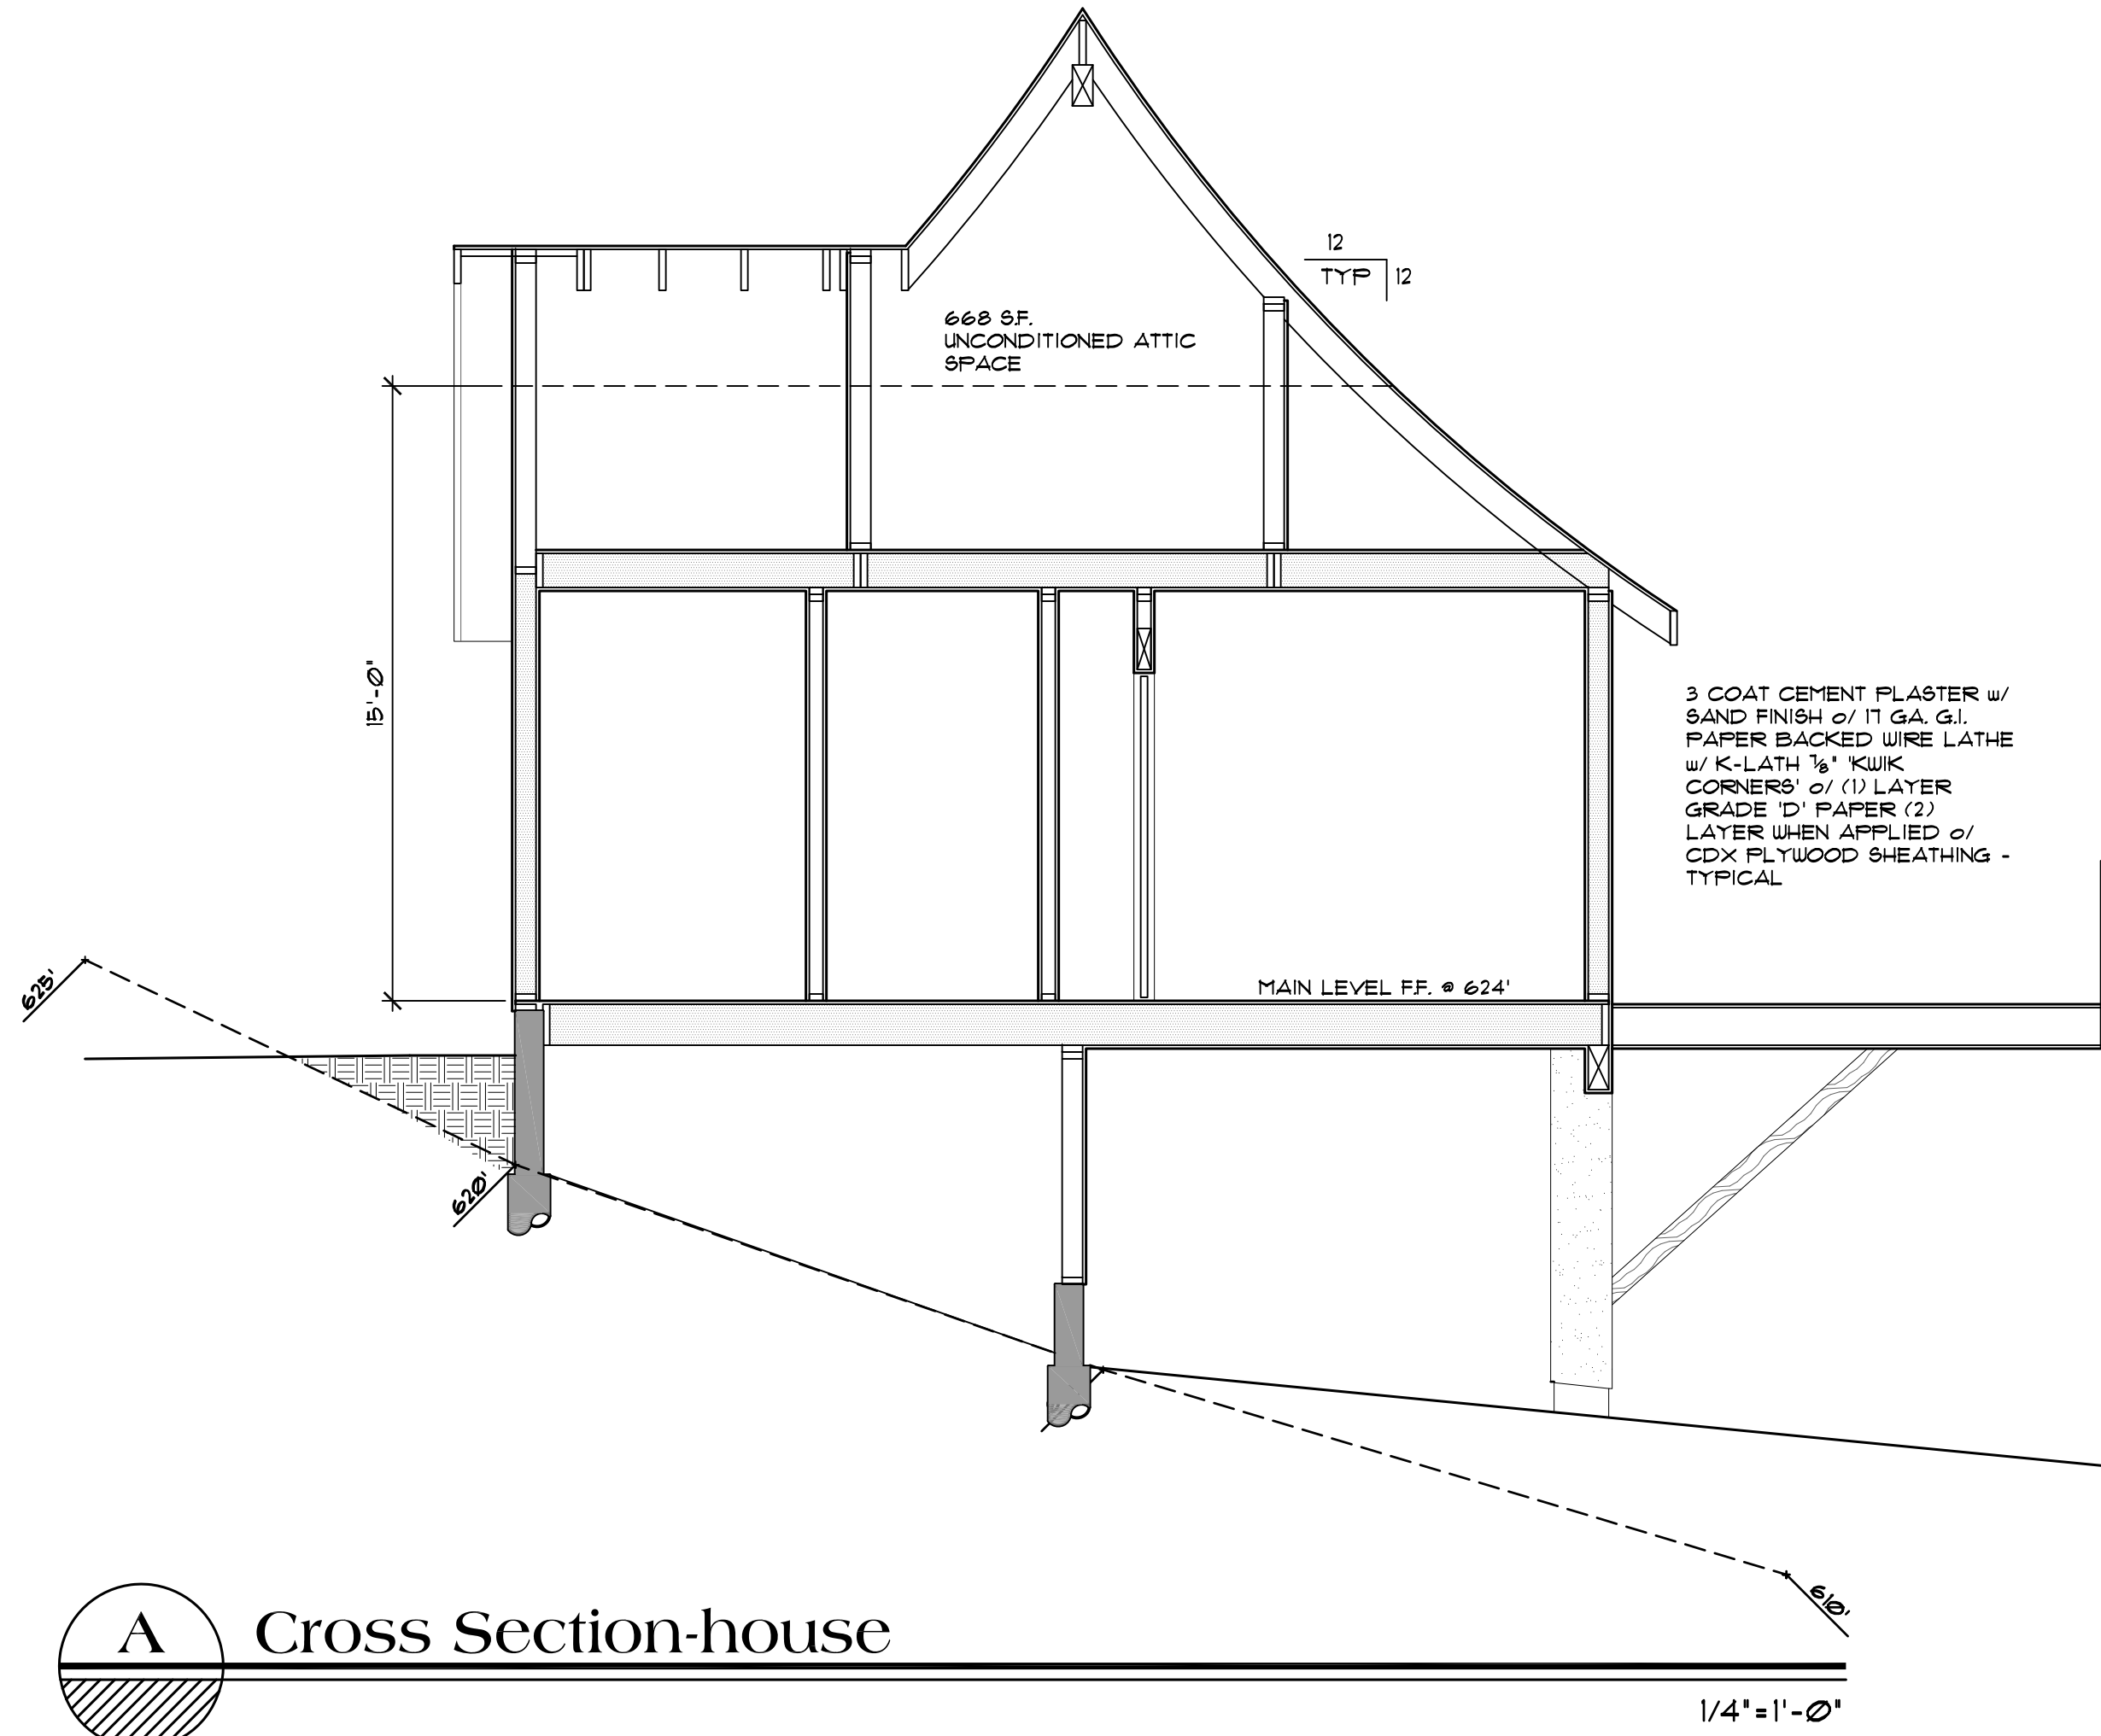 12
TYP 12
668 S.F.
UNCONDITIONED ATTIC
SPACE
15'-0"
3 COAT CEMENT PLASTER w/
SAND FINISH o/ 17 GA. G.I.
PAPER BACKED WIRE LATHE
w/ K-LATH 7/8" 'KWIK
CORNERS' o/ (1) LAYER
GRADE 'D' PAPER (2)
LAYER WHEN APPLIED o/
CDX PLYWOOD SHEATHING -
TYPICAL
625'
MAIN LEVEL F.F. @ 624'
620'
610'
A Cross Section-house
1/4"=1'-0"